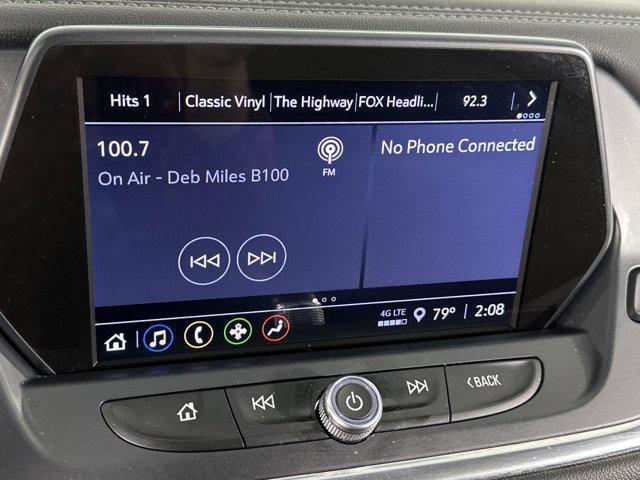 Hits 1 Classic Vinyl The Highway FOX Headli... 92.3
100.7
FM
On Air - Deb Miles B100
No Phone Connected
4G LTE 79° 2:08
BACK